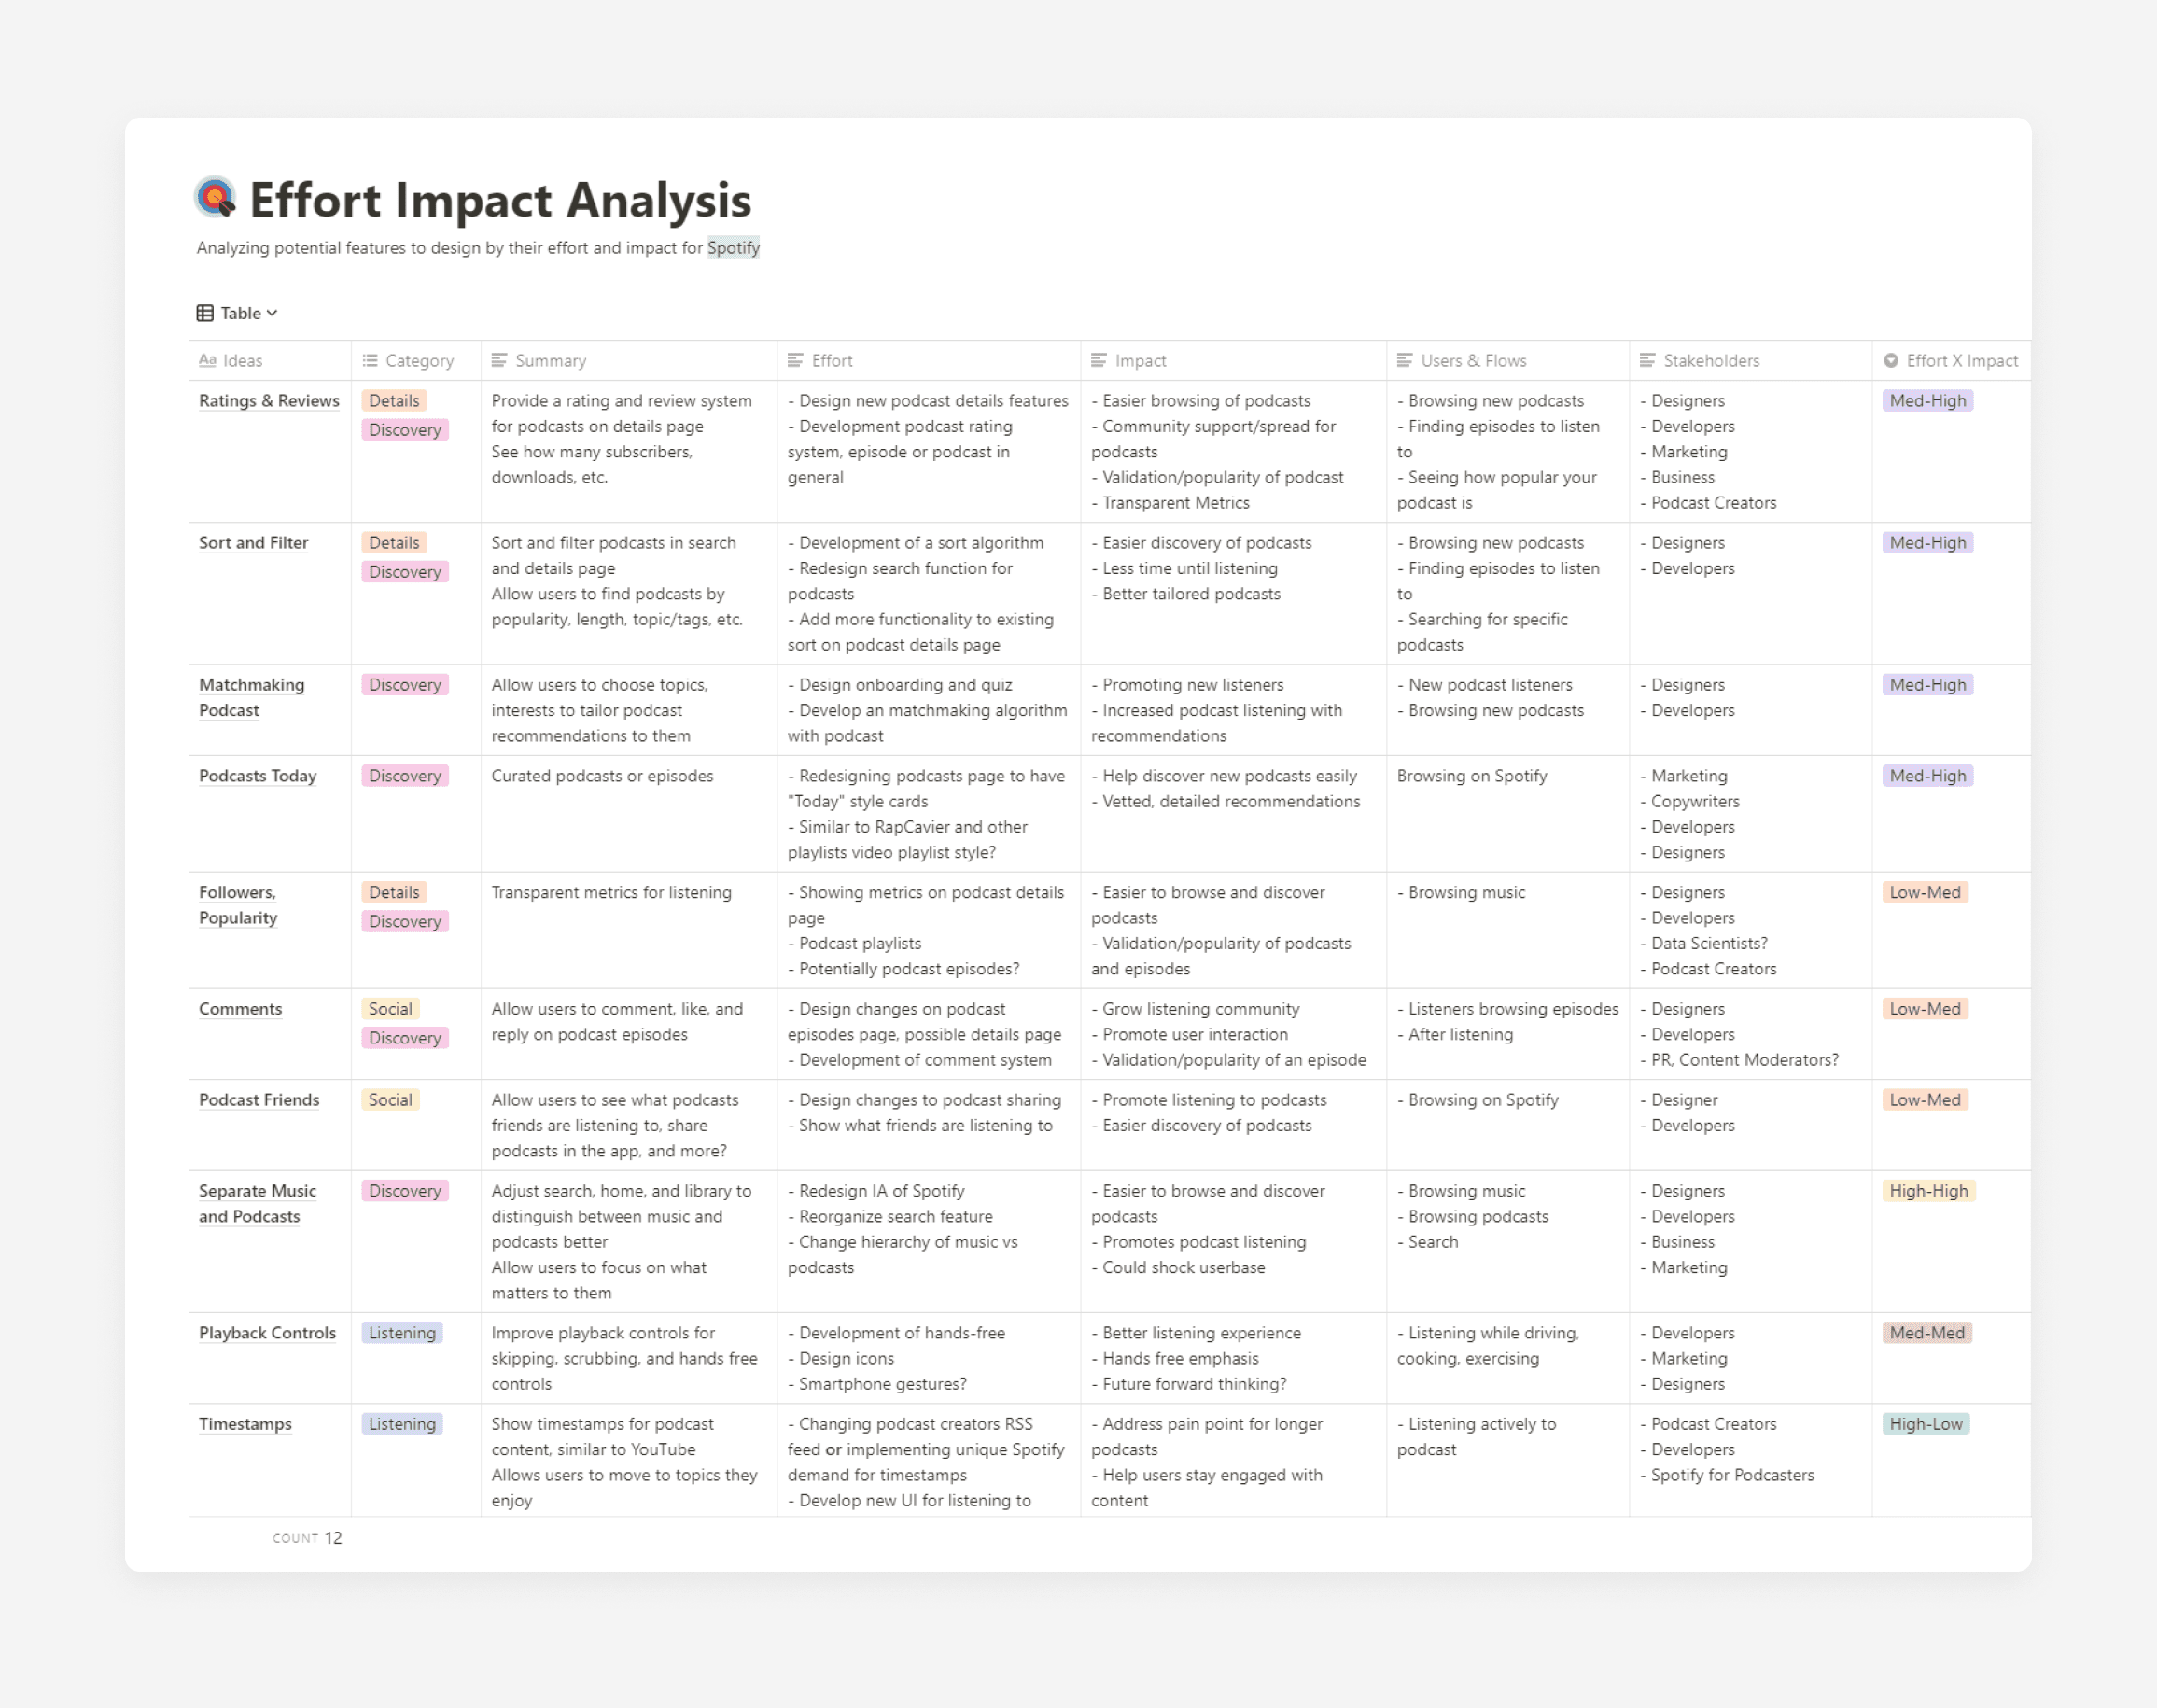 Effort Impact Analysis
Analyzing potential features to design by their effort and impact for Spotify
Table
Aa Ideas
Category
Summary
Effort
Impact
Users & Flows
Stakeholders
Effort X Impact
Ratings & Reviews
Details
Discovery
Provide a rating and review system
for podcasts on details page
See how many subscribers,
downloads, etc.
- Design new podcast details features
- Development podcast rating
system, episode or podcast in
general
- Easier browsing of podcasts
- Community support/spread for
podcasts
- Validation/popularity of podcast
- Transparent Metrics
- Browsing new podcasts
- Finding episodes to listen
to
- Seeing how popular your
podcast is
- Designers
- Developers
- Marketing
- Business
- Podcast Creators
Med-High
Sort and Filter
Details
Discovery
Sort and filter podcasts in search
and details page
Allow users to find podcasts by
popularity, length, topic/tags, etc.
- Development of a sort algorithm
- Redesign search function for
podcasts
- Add more functionality to existing
sort on podcast details page
- Easier discovery of podcasts
- Less time until listening
- Better tailored podcasts
- Browsing new podcasts
- Finding episodes to listen
to
- Searching for specific
podcasts
- Designers
- Developers
Med-High
Matchmaking
Podcast
Discovery
Allow users to choose topics,
interests to tailor podcast
recommendations to them
- Design onboarding and quiz
- Develop an matchmaking algorithm
with podcast
- Promoting new listeners
- Increased podcast listening with
recommendations
- New podcast listeners
- Browsing new podcasts
- Designers
- Developers
Med-High
Podcasts Today
Discovery
Curated podcasts or episodes
- Redesigning podcasts page to have
"Today" style cards
- Similar to RapCavier and other
playlists video playlist style?
- Help discover new podcasts easily
- Vetted, detailed recommendations
Browsing on Spotify
- Marketing
- Copywriters
- Developers
- Designers
Med-High
Followers,
Popularity
Details
Discovery
Transparent metrics for listening
- Showing metrics on podcast details
page
- Podcast playlists
- Potentially podcast episodes?
- Easier to browse and discover
podcasts
- Validation/popularity of podcasts
and episodes
- Browsing music
- Designers
- Developers
- Data Scientists?
- Podcast Creators
Low-Med
Comments
Social
Discovery
Allow users to comment, like, and
reply on podcast episodes
- Design changes on podcast
episodes page, possible details page
- Development of comment system
- Grow listening community
- Promote user interaction
- Validation/popularity of an episode
- Listeners browsing episodes
- After listening
- Designers
- Developers
- PR, Content Moderators?
Low-Med
Podcast Friends
Social
Allow users to see what podcasts
friends are listening to, share
podcasts in the app, and more?
- Design changes to podcast sharing
- Show what friends are listening to
- Promote listening to podcasts
- Easier discovery of podcasts
- Browsing on Spotify
- Designer
- Developers
Low-Med
Separate Music
and Podcasts
Discovery
Adjust search, home, and library to
distinguish between music and
podcasts better
Allow users to focus on what
matters to them
- Redesign IA of Spotify
- Reorganize search feature
- Change hierarchy of music vs
podcasts
- Easier to browse and discover
podcasts
- Promotes podcast listening
- Could shock userbase
- Browsing music
- Browsing podcasts
- Search
- Designers
- Developers
- Business
- Marketing
High-High
Playback Controls
Listening
Improve playback controls for
skipping, scrubbing, and hands free
controls
- Development of hands-free
- Design icons
- Smartphone gestures?
- Better listening experience
- Hands free emphasis
- Future forward thinking?
- Listening while driving,
cooking, exercising
- Developers
- Marketing
- Designers
Med-Med
Timestamps
Listening
Show timestamps for podcast
content, similar to YouTube
Allows users to move to topics they
enjoy
- Changing podcast creators RSS
feed or implementing unique Spotify
demand for timestamps
- Develop new UI for listening to
- Address pain point for longer
podcasts
- Help users stay engaged with
content
- Listening actively to
podcast
- Podcast Creators
- Developers
- Spotify for Podcasters
High-Low
COUNT 12